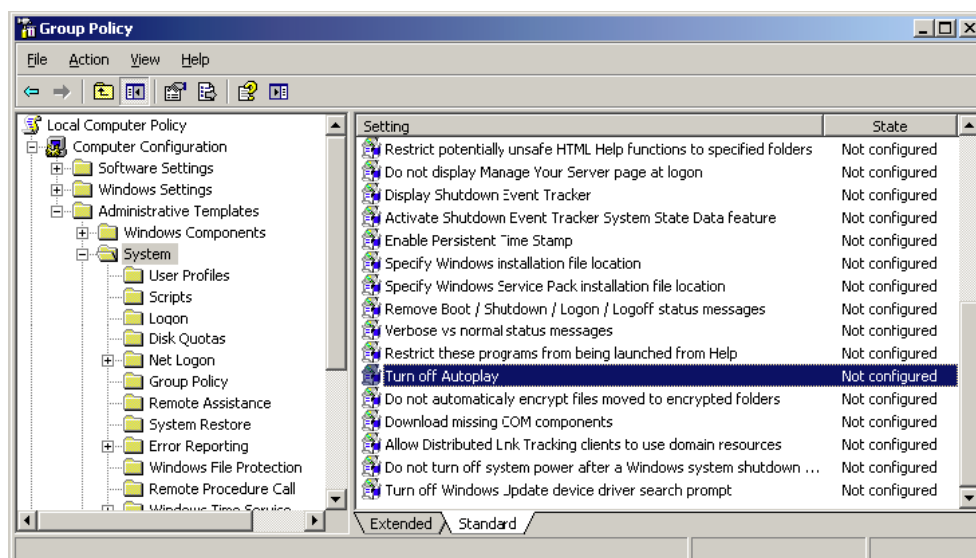 Group Policy
File Action View Help
Local Computer Policy
Computer Configuration
Software Settings
Windows Settings
Administrative Templates
Windows Components
System
User Profiles
Scripts
Logon
Disk Quotas
Net Logon
Group Policy
Remote Assistance
System Restore
Error Reporting
Windows File Protection
Remote Procedure Call
Windows Time Service
Setting State
Restrict potentially unsafe HTML Help functions to specified folders Not configured
Do not display Manage Your Server page at logon Not configured
Display Shutdown Event Tracker Not configured
Activate Shutdown Event Tracker System State Data feature Not configured
Enable Persistent Time Stamp Not configured
Specify Windows installation file location Not configured
Specify Windows Service Pack installation file location Not configured
Remove Boot / Shutdown / Logon / Logoff status messages Not configured
Verbose vs normal status messages Not configured
Restrict these programs from being launched from Help Not configured
Turn off Autoplay Not configured
Do not automatically encrypt files moved to encrypted folders Not configured
Download missing COM components Not configured
Allow Distributed Link Tracking clients to use domain resources Not configured
Do not turn off system power after a Windows system shutdown ... Not configured
Turn off Windows Update device driver search prompt Not configured
Extended Standard